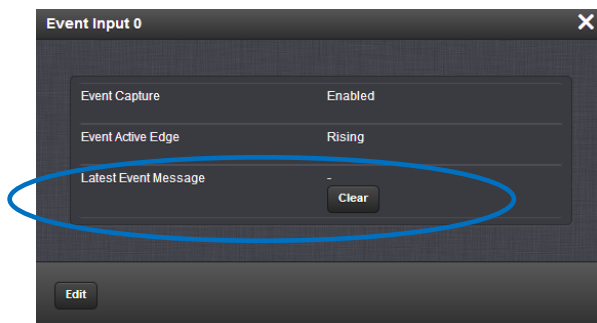 Event Input 0
Event Capture Enabled
Event Active Edge Rising
Latest Event Message -
Clear
Edit